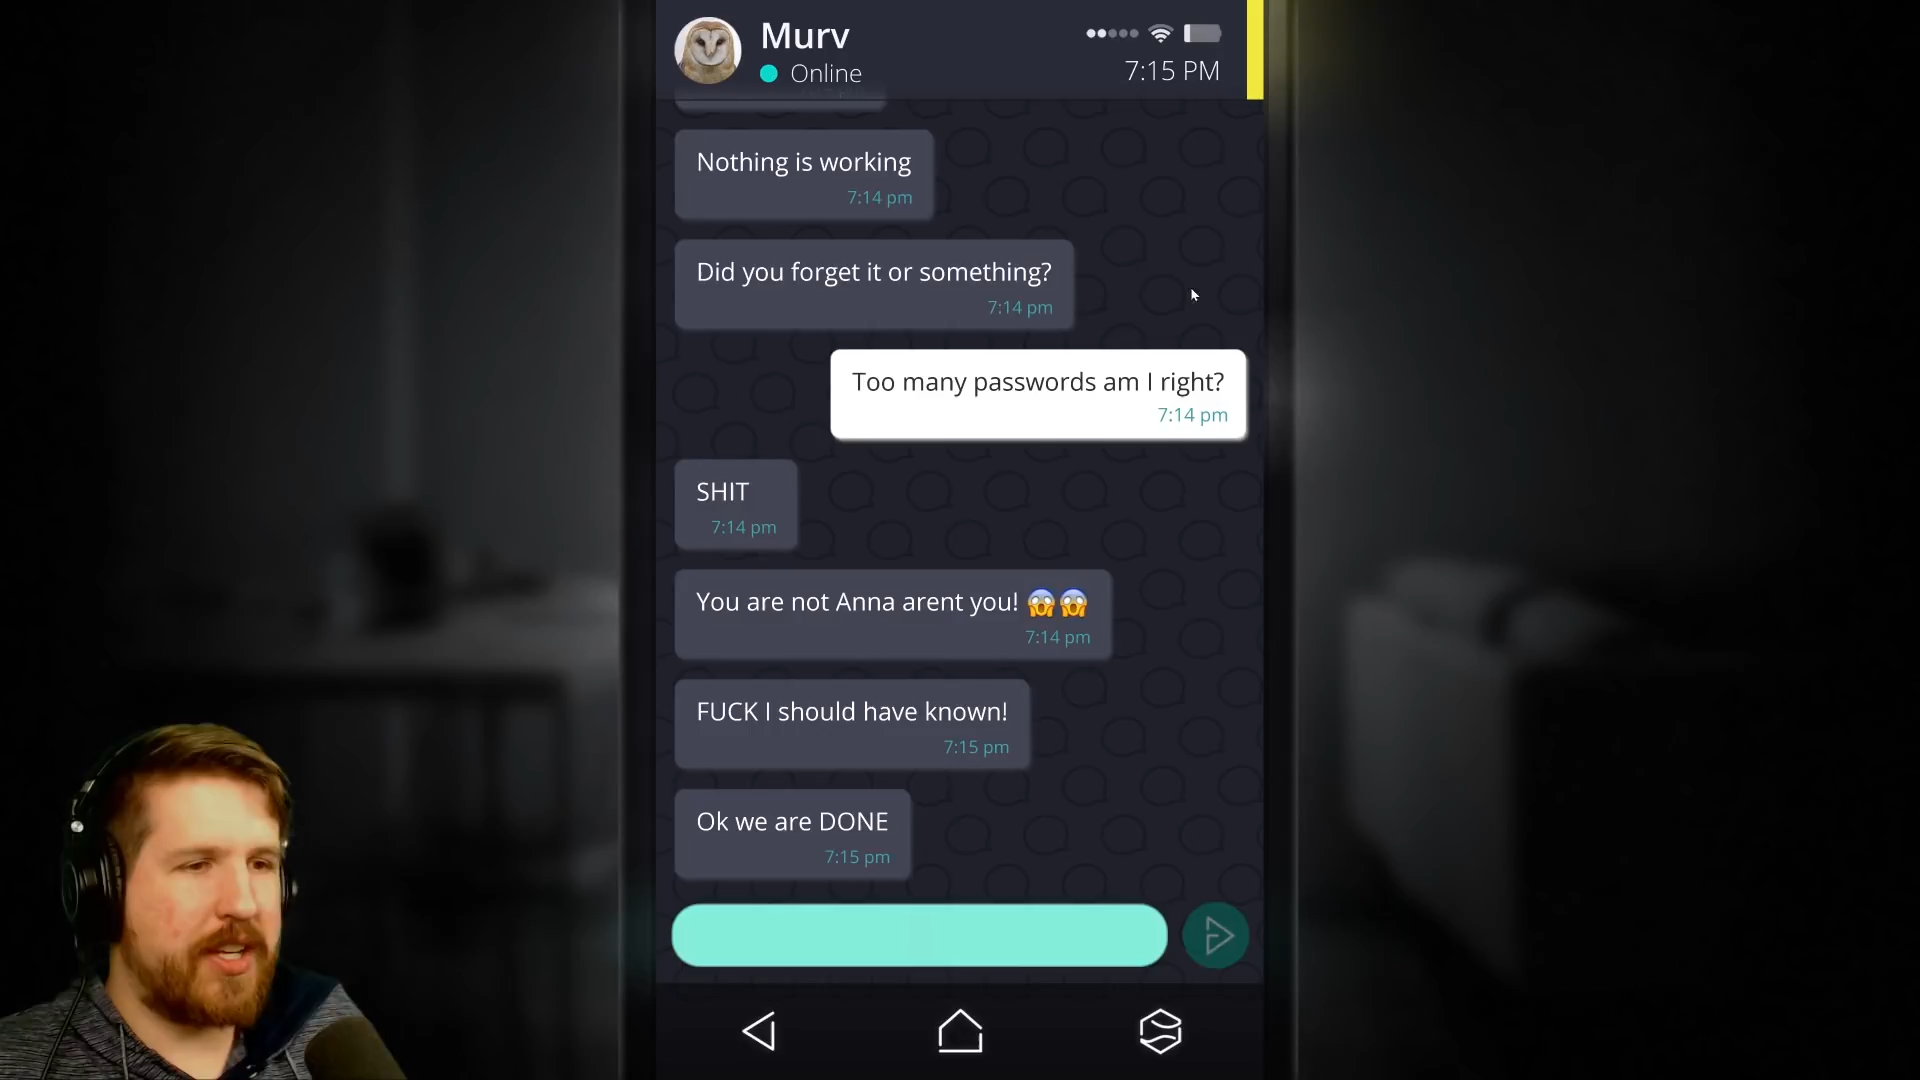 Murv
Online
7:15 PM
Nothing is working
7:14 pm
Did you forget it or something?
7:14 pm
Too many passwords am I right?
7:14 pm
SHIT
7:14 pm
You are not Anna arent you! 😱😱
7:14 pm
FUCK I should have known!
7:15 pm
Ok we are DONE
7:15 pm